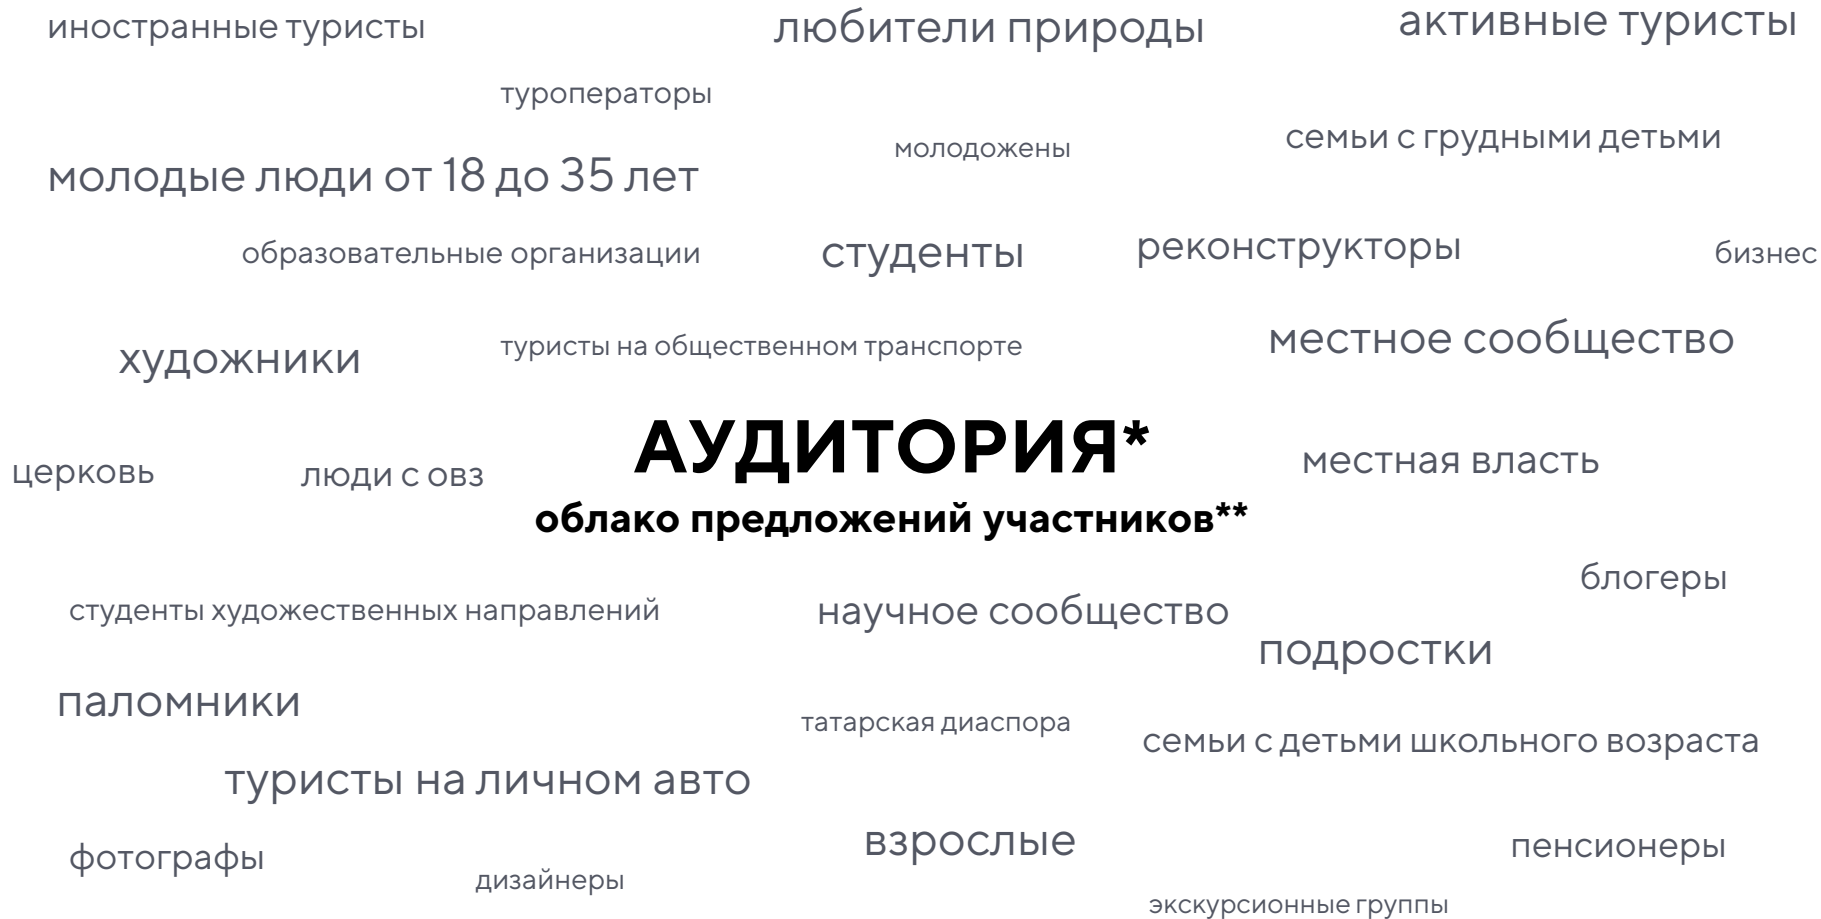 иностранные туристы
любители природы
активные туристы
туроператоры
молодожены
семьи с грудными детьми
молодые люди от 18 до 35 лет
образовательные организации
студенты
реконструкторы
бизнес
художники
туристы на общественном транспорте
местное сообщество
АУДИТОРИЯ*
церковь
люди с овз
местная власть
облако предложений участников**
блогеры
студенты художественных направлений
научное сообщество
подростки
паломники
татарская диаспора
семьи с детьми школьного возраста
туристы на личном авто
взрослые
пенсионеры
фотографы
дизайнеры
экскурсионные группы